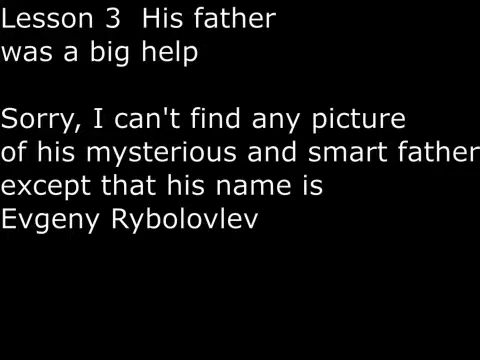 Lesson 3  His father
was a big help
Sorry, I can't find any picture
of his mysterious and smart father
except that his name is
Evgeny Rybolovlev